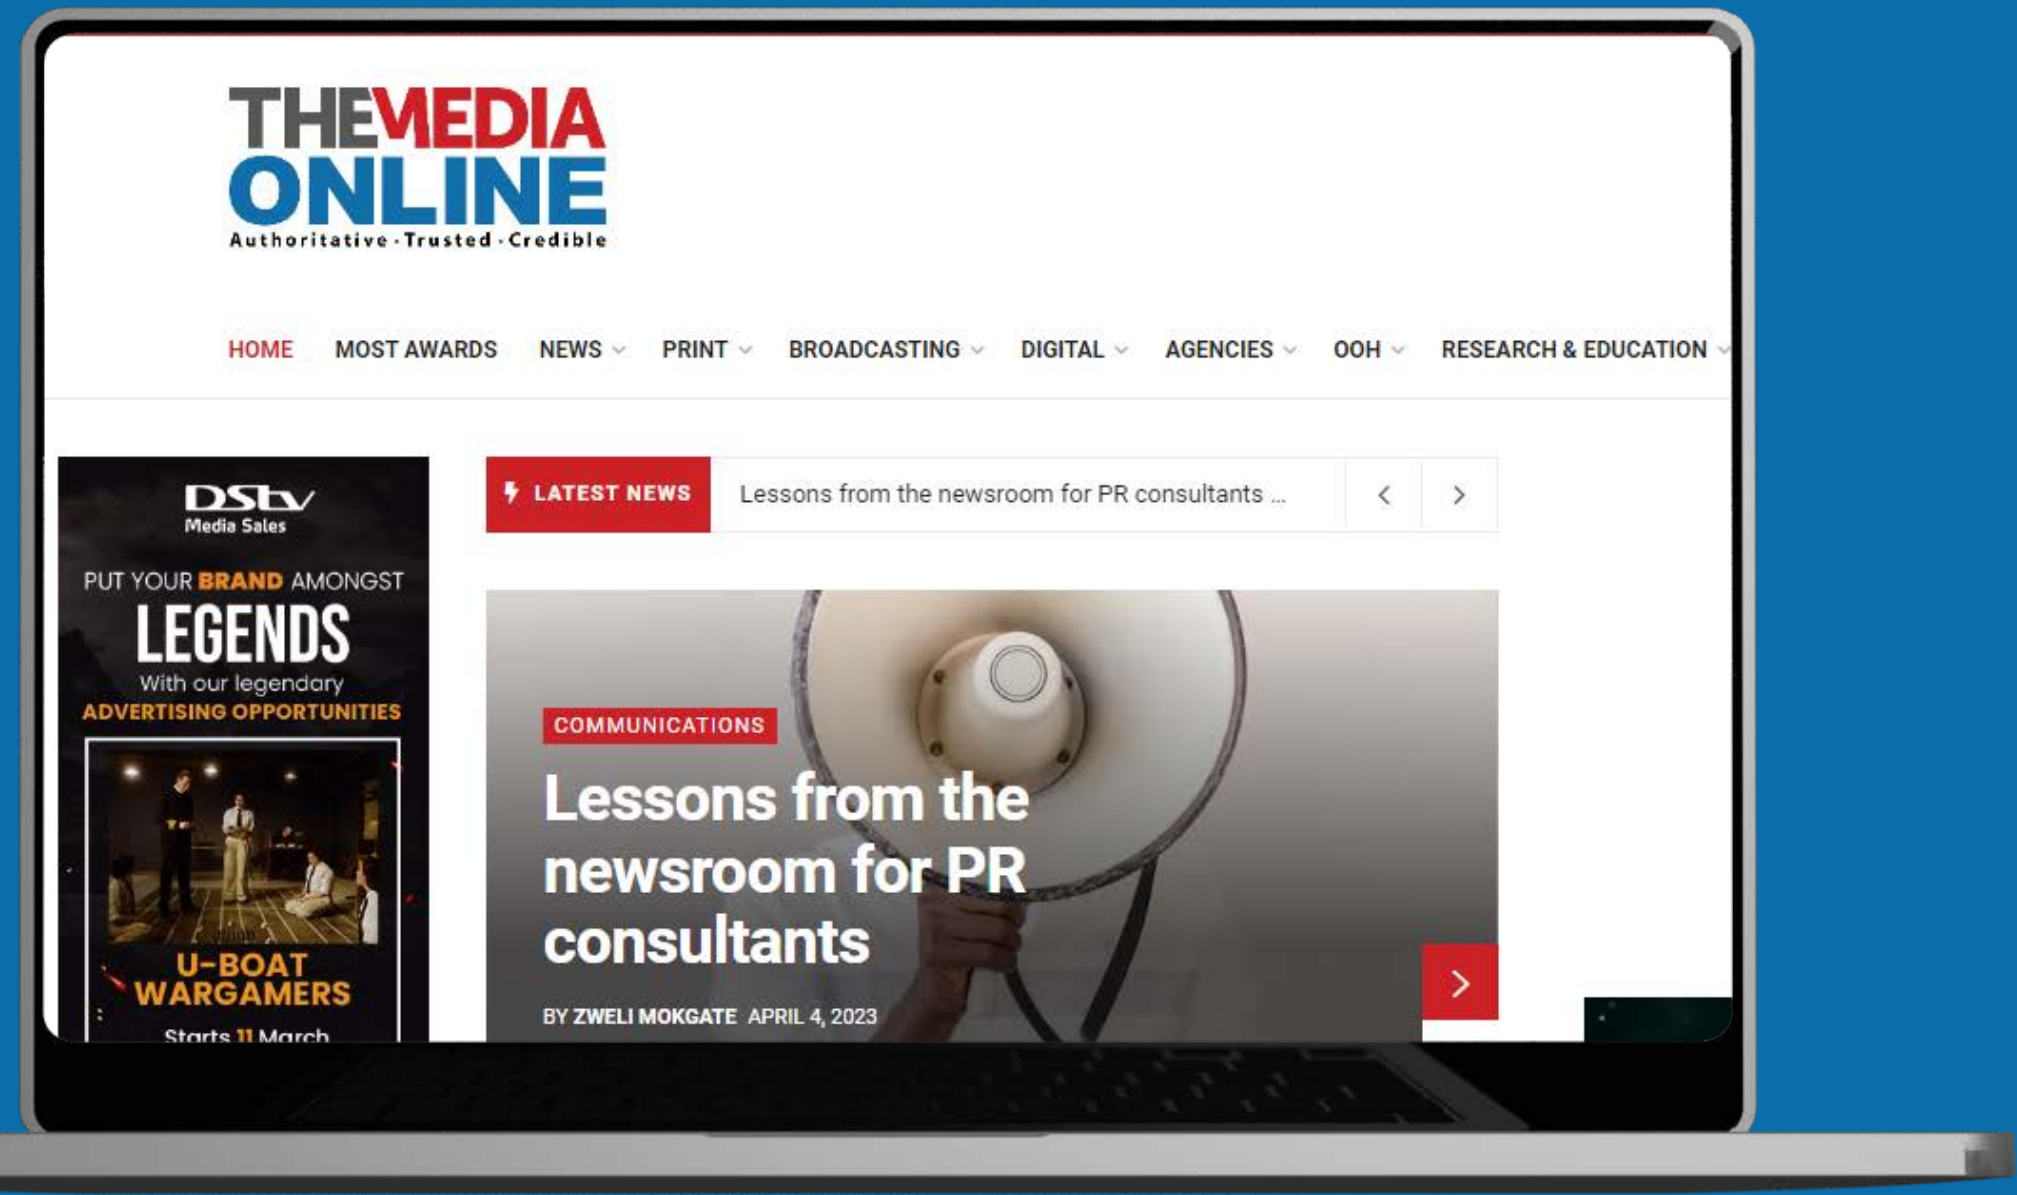 THEMEDIA
ONLINE
Authoritative · Trusted · Credible
HOME MOST AWARDS NEWS PRINT BROADCASTING DIGITAL AGENCIES OOH RESEARCH & EDUCATION
DStv
Media Sales
PUT YOUR BRAND AMONGST
LEGENDS
With our legendary
ADVERTISING OPPORTUNITIES
U-BOAT
WARGAMERS
Starts 11 March
LATEST NEWS Lessons from the newsroom for PR consultants ...
COMMUNICATIONS
Lessons from the
newsroom for PR
consultants
BY ZWELI MOKGATE APRIL 4, 2023